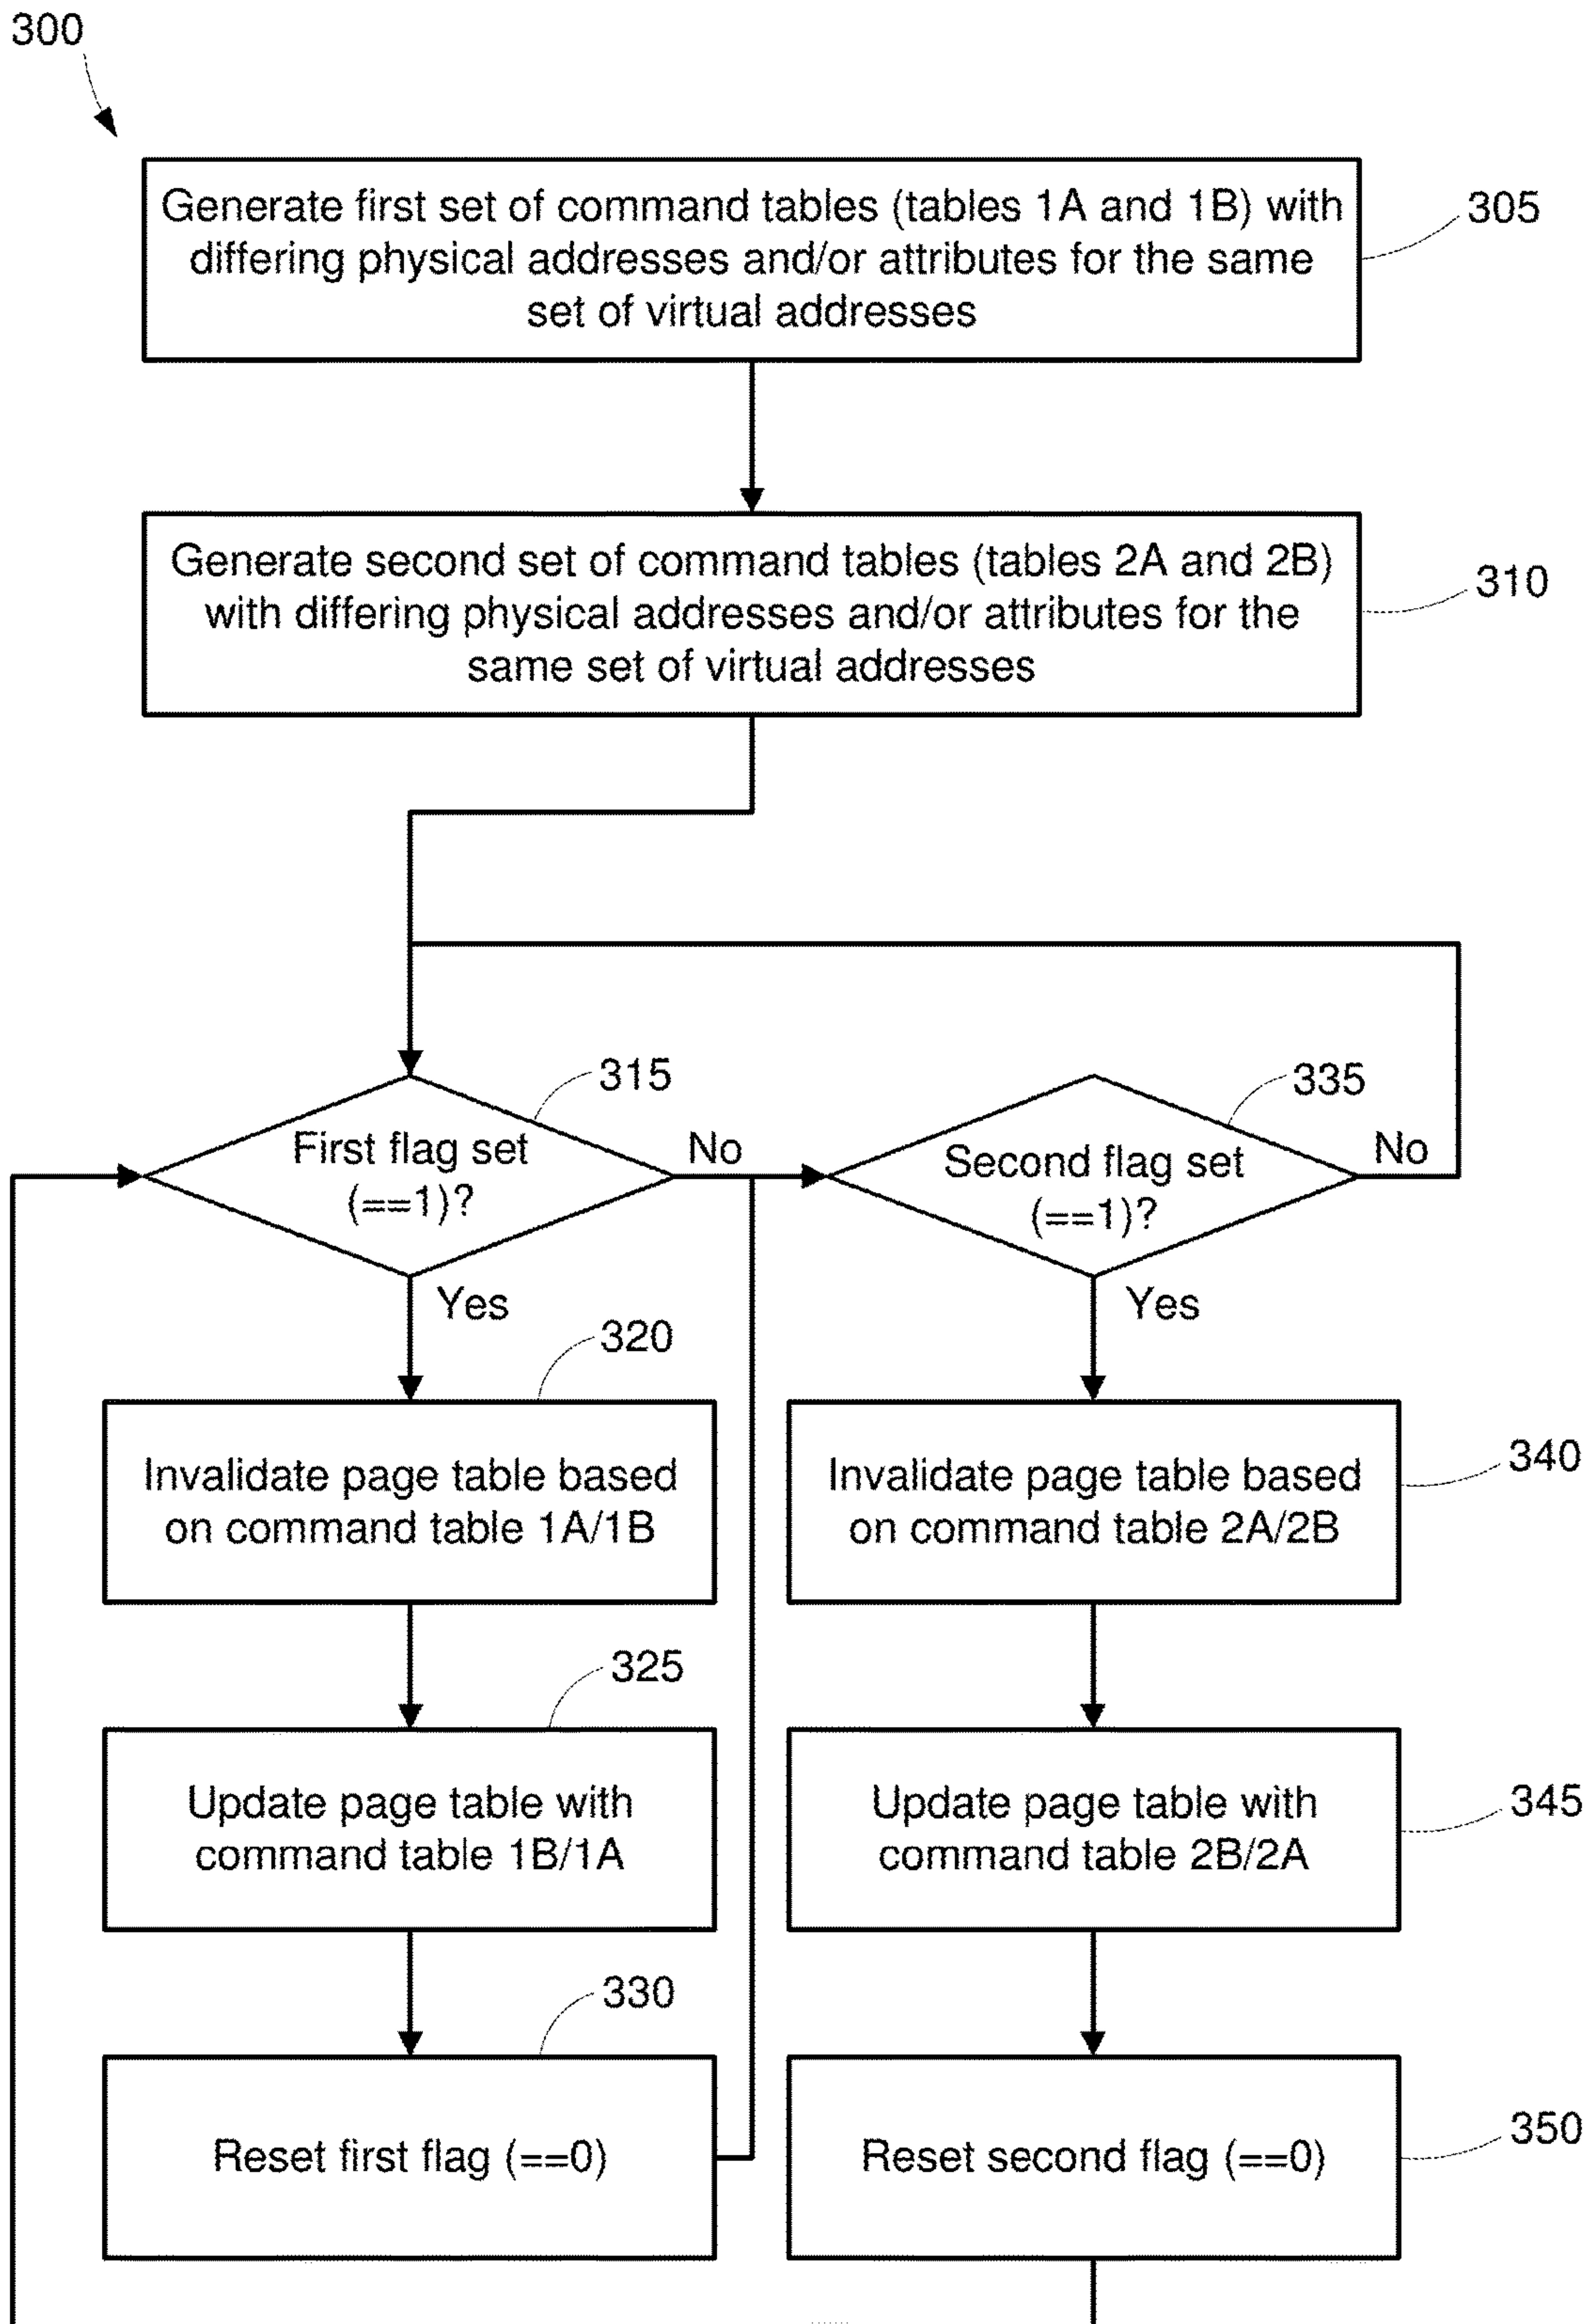 300
Generate first set of command tables (tables 1A and 1B) with
differing physical addresses and/or attributes for the same
set of virtual addresses
305
Generate second set of command tables (tables 2A and 2B)
with differing physical addresses and/or attributes for the
same set of virtual addresses
310
First flag set
(==1)?
315
No
Yes
Second flag set
(==1)?
335
No
Yes
320
Invalidate page table based
on command table 1A/1B
Invalidate page table based
on command table 2A/2B
340
325
Update page table with
command table 1B/1A
Update page table with
command table 2B/2A
345
330
Reset first flag (==0)
Reset second flag (==0)
350